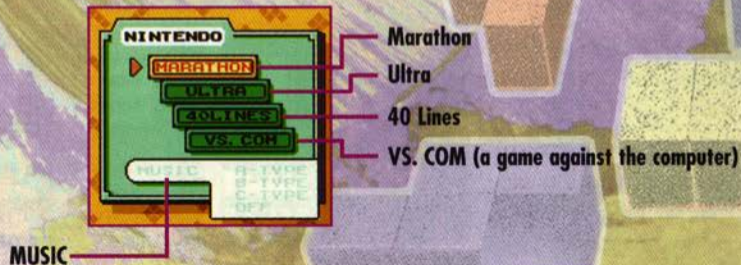 NINTENDO
MARATHON
ULTRA
40LINES
VS. COM
MUSIC A-TYPE
B-TYPE
C-TYPE
OFF
Marathon
Ultra
40 Lines
VS. COM (a game against the computer)
MUSIC